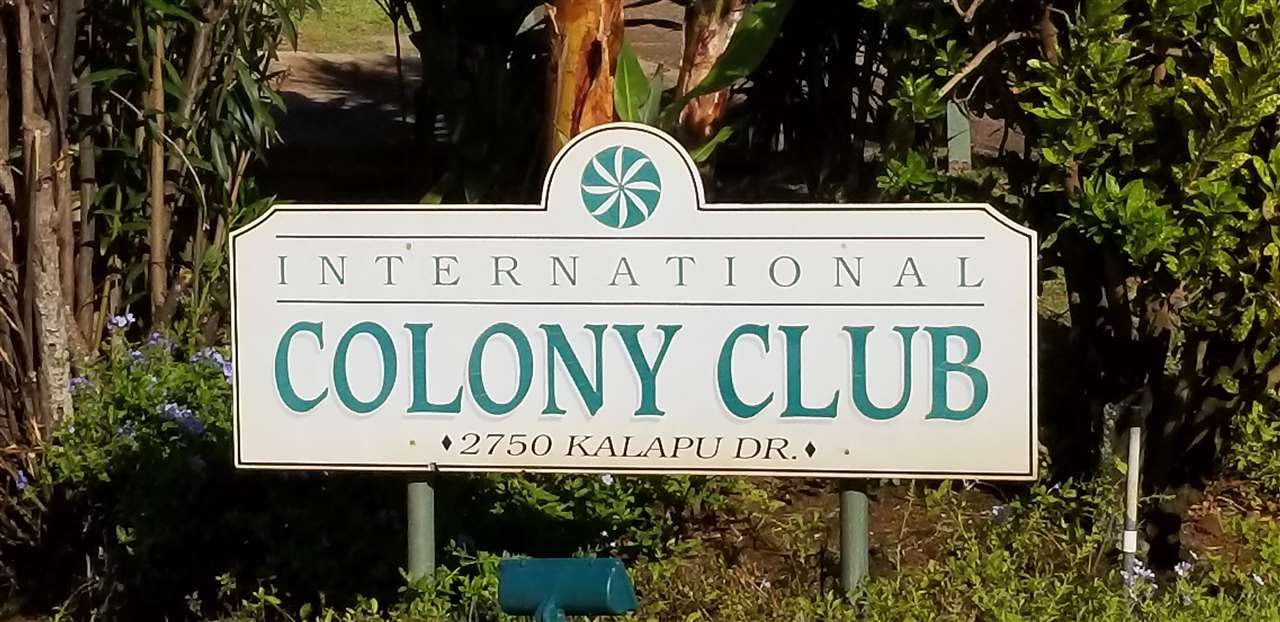 INTERNATIONAL
COLONY CLUB
♦2750 KALAPU DR.♦